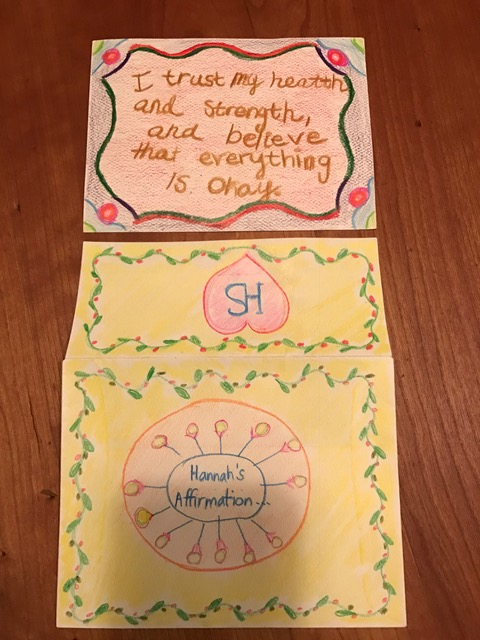 I trust my health
and strength,
and believe
that everything
is okay.
SH
Hannah's
Affirmation...